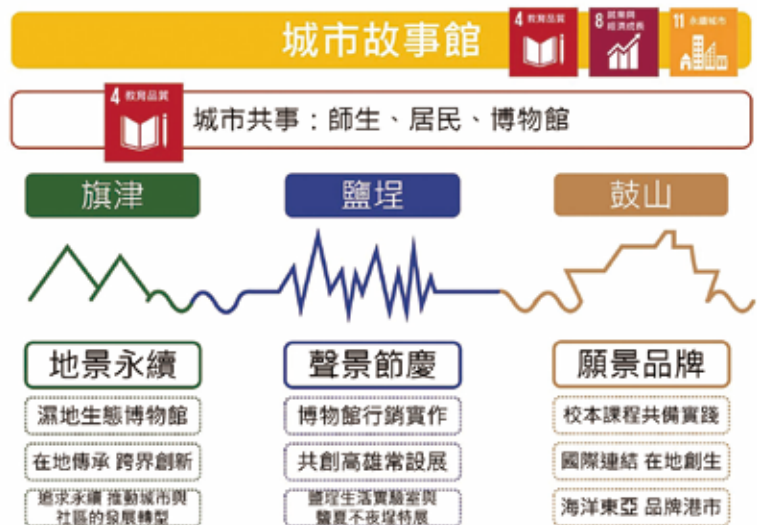 城市故事館
4 教育品質
8 就業與
經濟成長
11 永續城市
4 教育品質
城市共事：師生、居民、博物館
旗津
鹽埕
鼓山
地景永續
聲景節慶
願景品牌
濕地生態博物館
博物館行銷實作
校本課程共備實踐
在地傳承 跨界創新
共創高雄常設展
國際連結 在地創生
追求永續 推動城市與
社區的發展轉型
鹽埕生活實驗室與
鹽夏不夜埕特展
海洋東亞 品牌港市